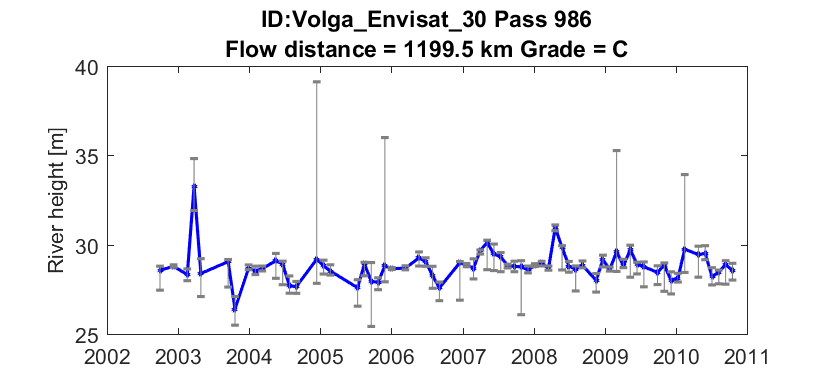 ID:Volga_Envisat_30 Pass 986
Flow distance = 1199.5 km Grade = C
River height [m]
40
35
30
25
2002 2003 2004 2005 2006 2007 2008 2009 2010 2011